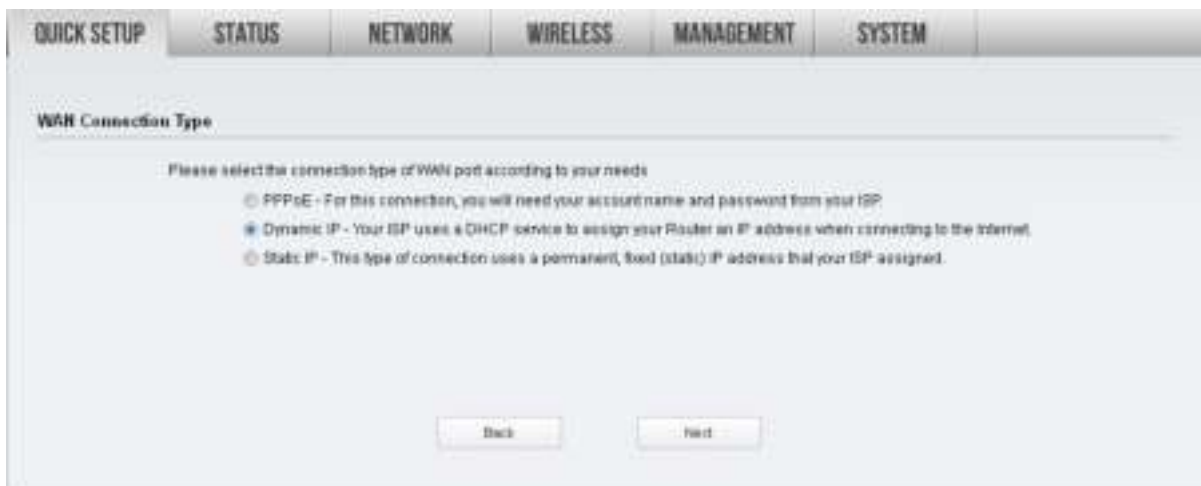 QUICK SETUP STATUS NETWORK WIRELESS MANAGEMENT SYSTEM
WAN Connection Type
Please select the connection type of WAN port according to your needs
PPPoE - For this connection, you will need your account name and password from your ISP.
Dynamic IP - Your ISP uses a DHCP service to assign your Router an IP address when connecting to the Internet.
Static IP - This type of connection uses a permanent, fixed (static) IP address that your ISP assigned.
Back Next